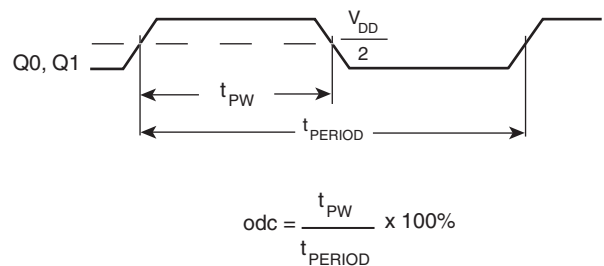 V_DD
2
Q0, Q1
t_PW
t_PERIOD
odc = t_PW / t_PERIOD x 100%